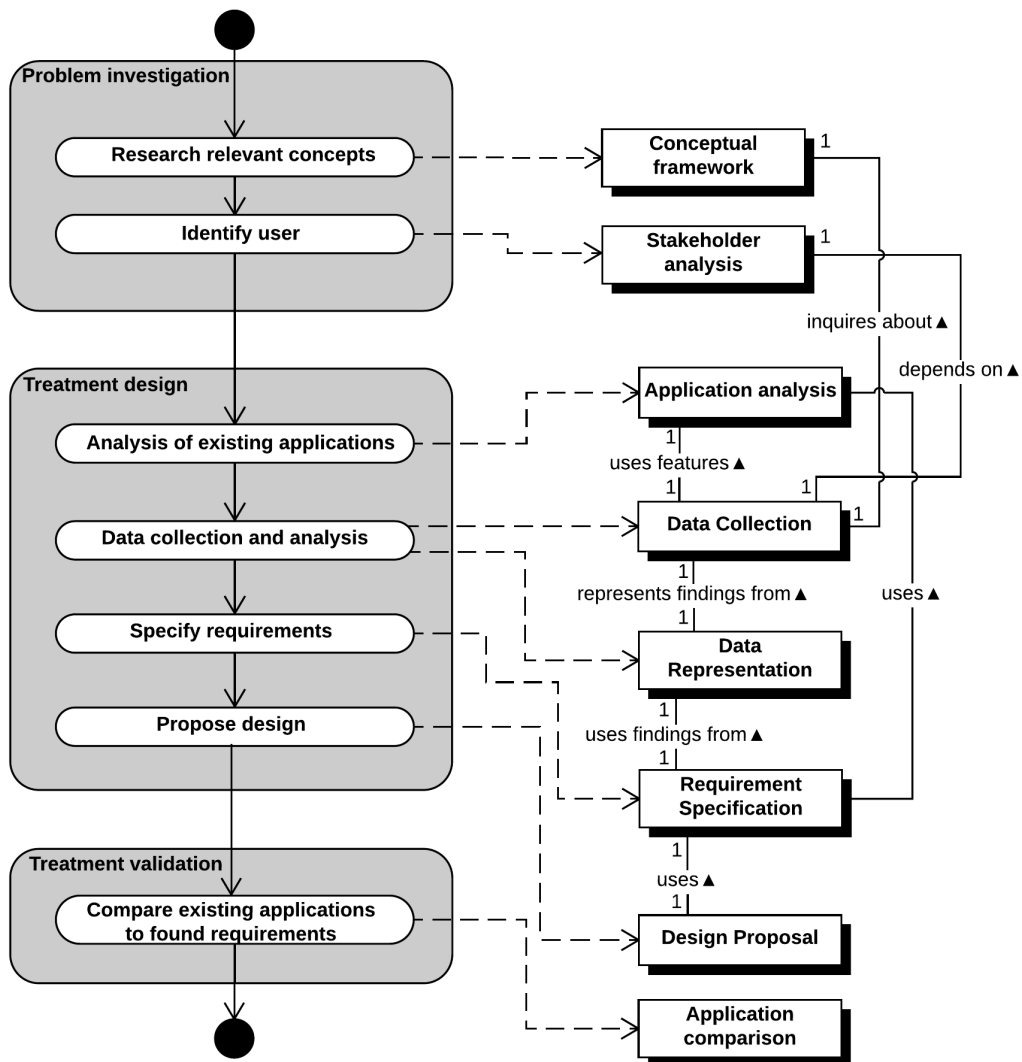 Problem investigation
Research relevant concepts
Identify user
Conceptual
framework
1
Stakeholder
analysis
1
inquires about ▲
depends on ▲
Treatment design
Analysis of existing applications
Data collection and analysis
Specify requirements
Propose design
Application analysis
1
uses features ▲
1
1
Data Collection
1
1
represents findings from ▲
uses ▲
1
Data
Representation
1
uses findings from ▲
1
Requirement
Specification
1
uses ▲
1
Design Proposal
Treatment validation
Compare existing applications
to found requirements
Application
comparison